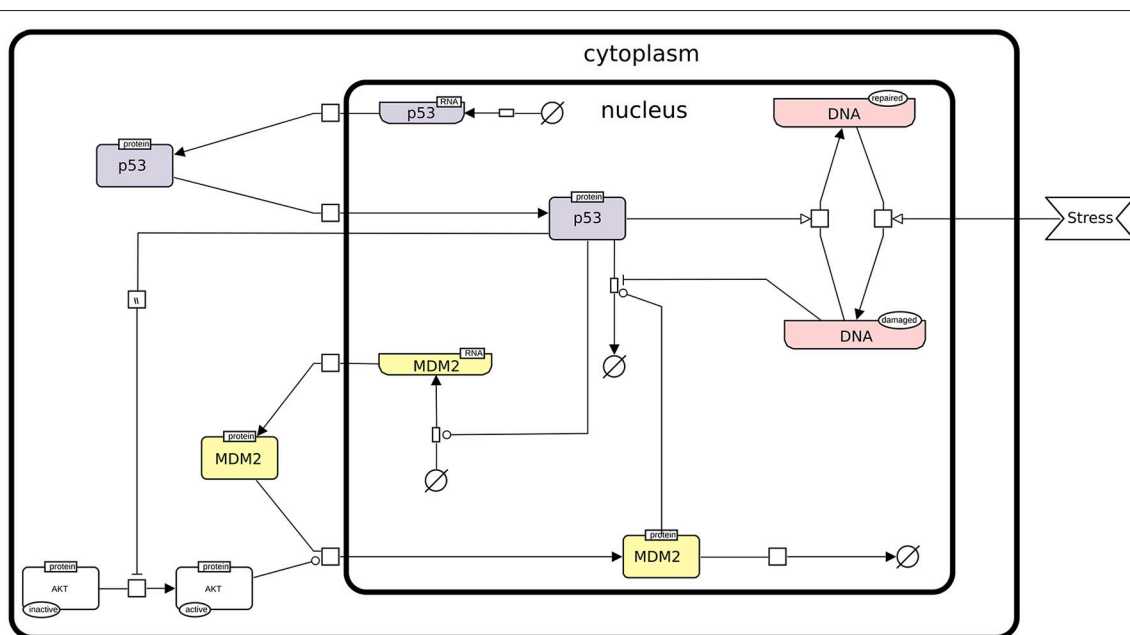 cytoplasm
nucleus
RNA
p53
repaired
DNA
protein
p53
protein
p53
Stress
\\
damaged
DNA
RNA
MDM2
protein
MDM2
protein
MDM2
protein
AKT
inactive
protein
AKT
active